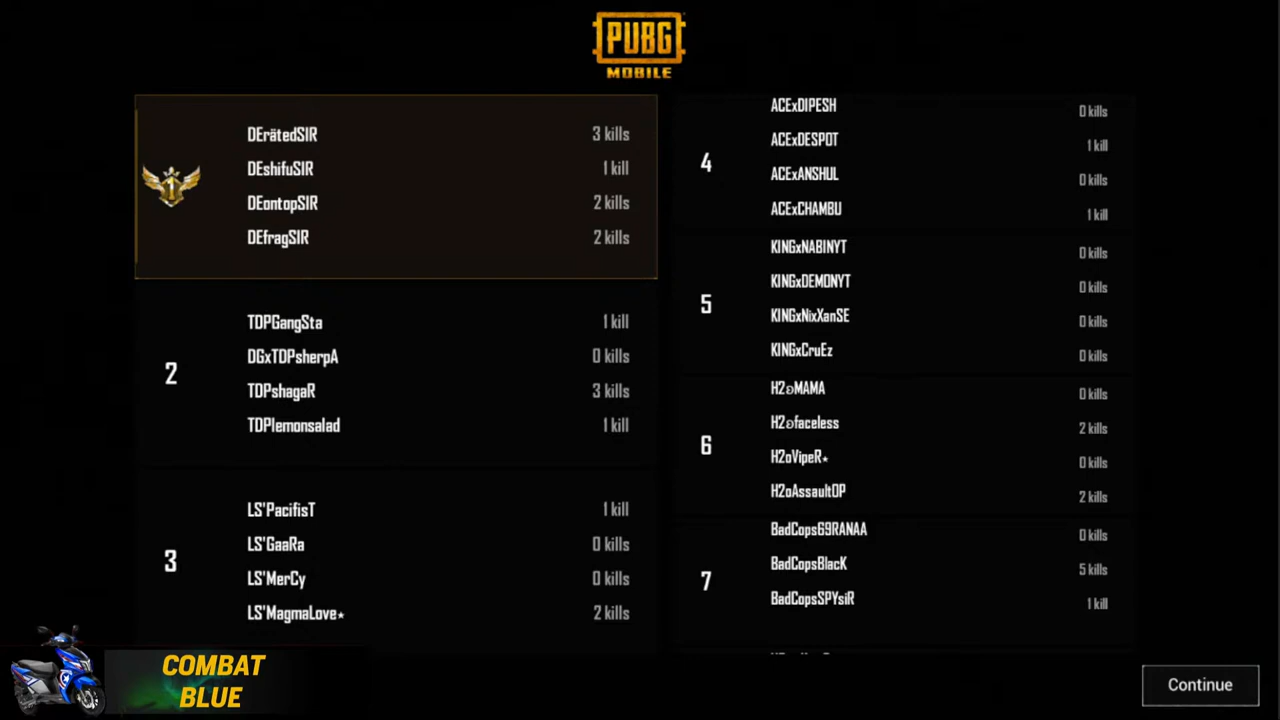 PUBG
MOBILE
1
DErätedSIR 3 kills
DEshifuSIR 1 kill
DEontopSIR 2 kills
DEfragSIR 2 kills
2
TDPGangSta 1 kill
DGxTDPsherpA 0 kills
TDPshagaR 3 kills
TDPlemonsalad 1 kill
3
LS'PacifisT 1 kill
LS'GaaRa 0 kills
LS'MerCy 0 kills
LS'MagmaLove★ 2 kills
4
ACExDIPESH 0 kills
ACExDESPOT 1 kill
ACExANSHUL 0 kills
ACExCHAMBU 1 kill
5
KINGxNABINYT 0 kills
KINGxDEMONYT 0 kills
KINGxNixXanSE 0 kills
KINGxCruEz 0 kills
6
H2ʚMAMA 0 kills
H2ʚfaceless 2 kills
H2oVipeR★ 0 kills
H2oAssaultOP 2 kills
7
BadCops69RANAA 0 kills
BadCopsBlacK 5 kills
BadCopsSPYsiR 1 kill
COMBAT
BLUE
Continue